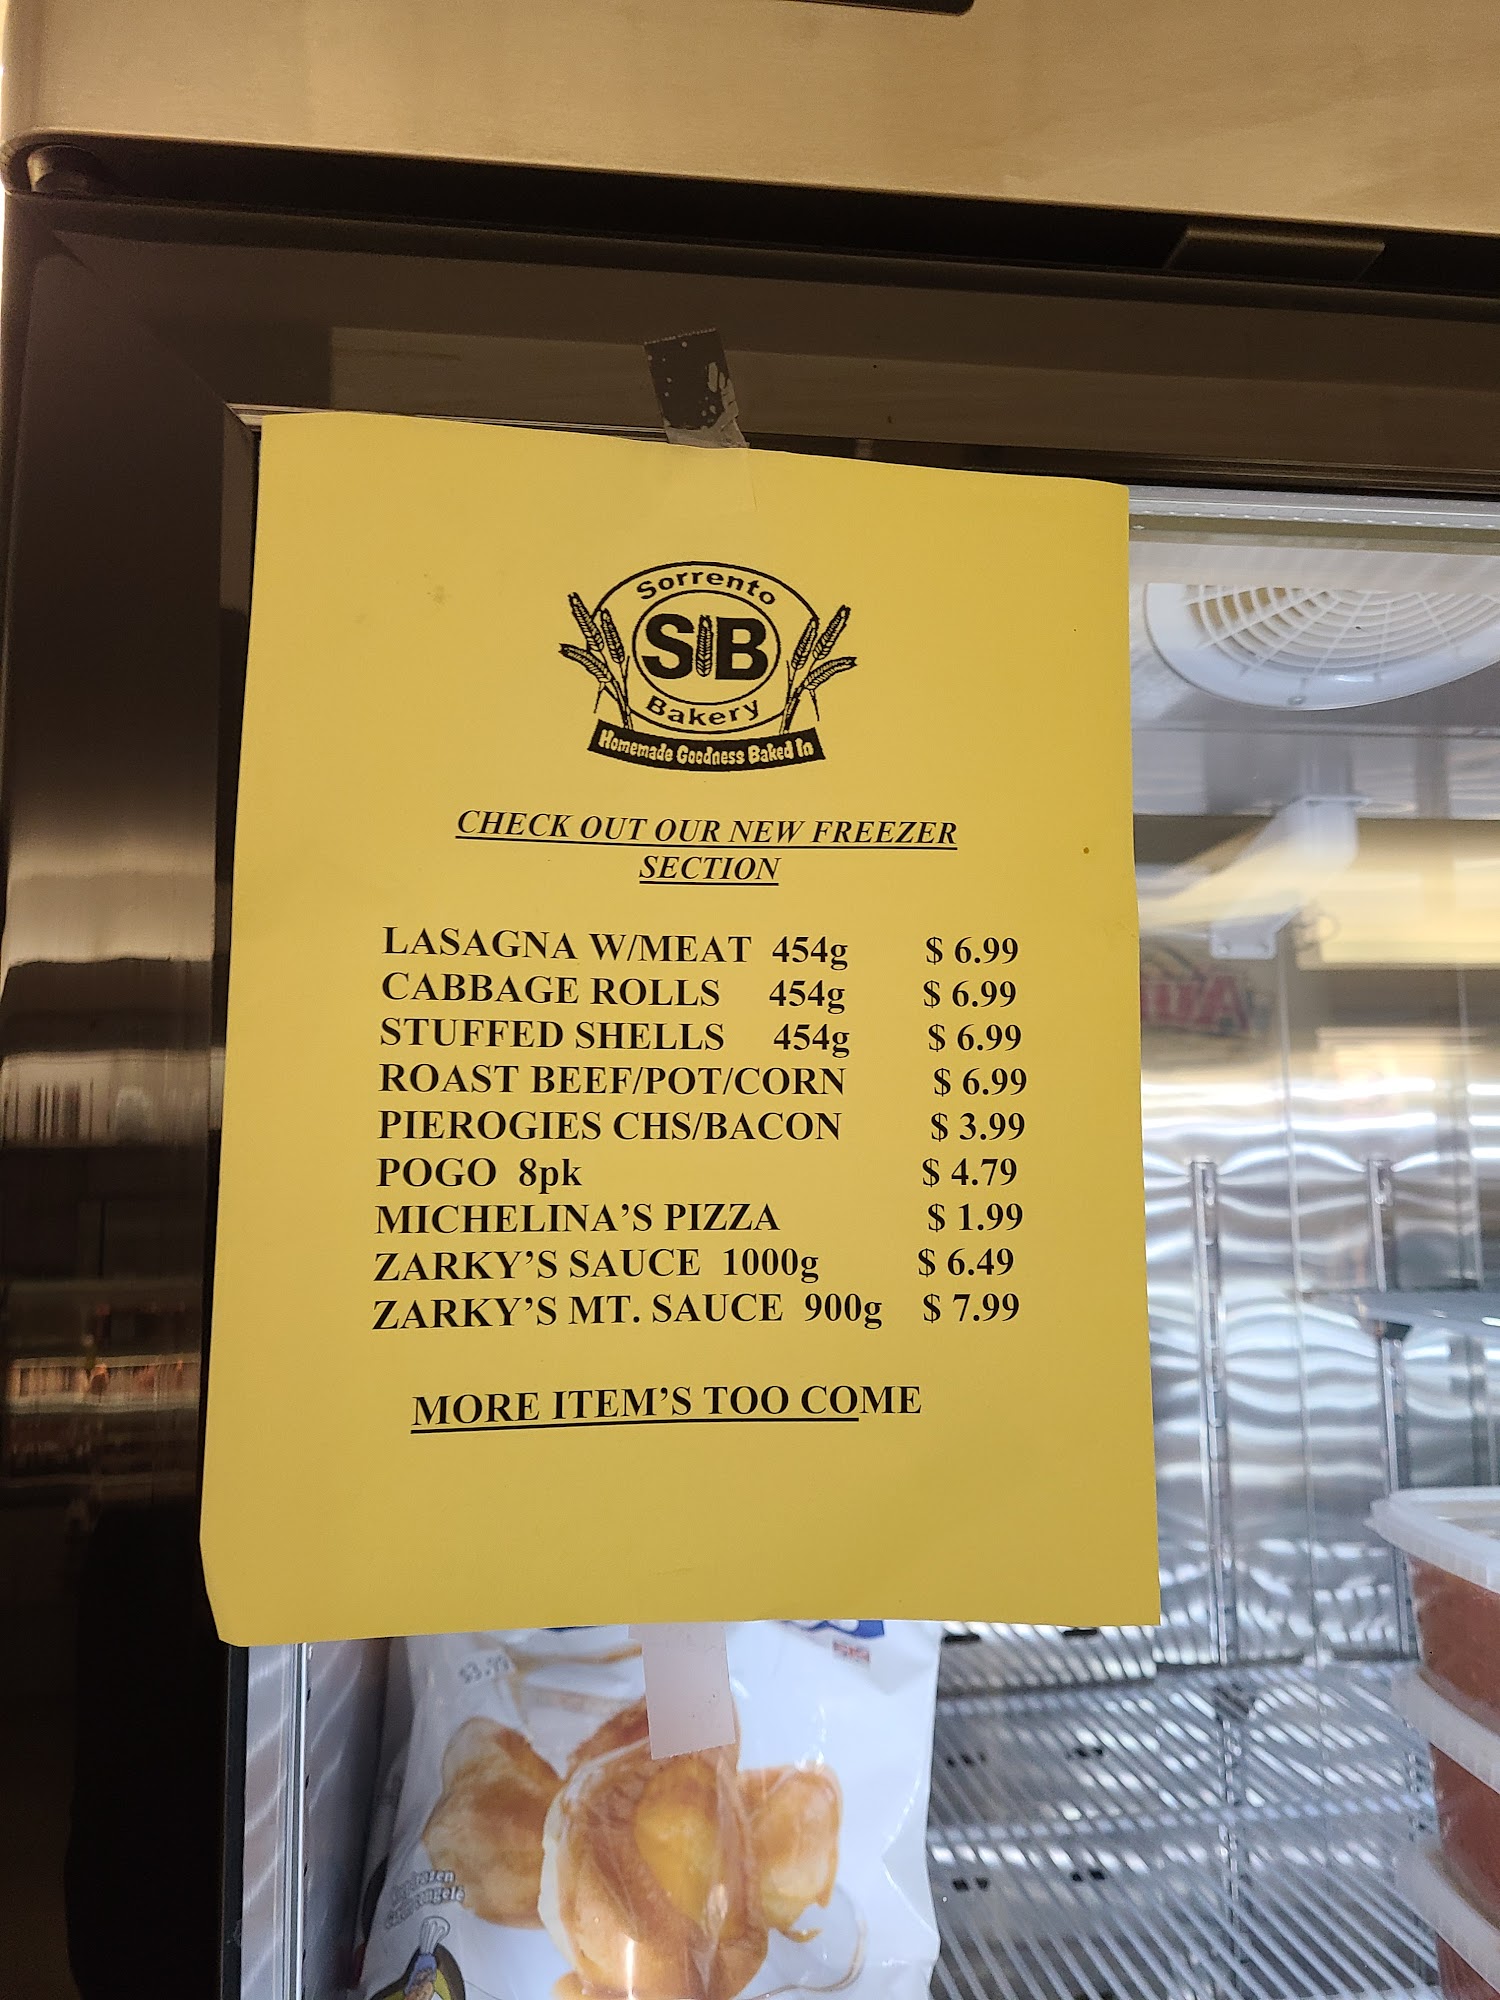 Sorrento
SB
Bakery
Homemade Goodness Baked In
CHECK OUT OUR NEW FREEZER
SECTION
LASAGNA W/MEAT 454g $ 6.99
CABBAGE ROLLS 454g $ 6.99
STUFFED SHELLS 454g $ 6.99
ROAST BEEF/POT/CORN $ 6.99
PIEROGIES CHS/BACON $ 3.99
POGO 8pk $ 4.79
MICHELINA'S PIZZA $ 1.99
ZARKY'S SAUCE 1000g $ 6.49
ZARKY'S MT. SAUCE 900g $ 7.99
MORE ITEM'S TOO COME
$3.99